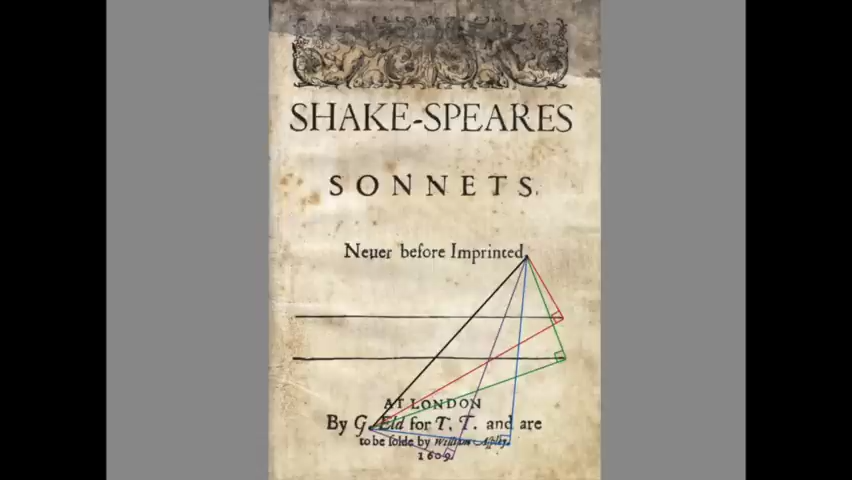 SHAKE-SPEARES
SONNETS.
Neuer before Imprinted.
AT LONDON
By G. Eld for T. T. and are
to be solde by William Aspley.
1609